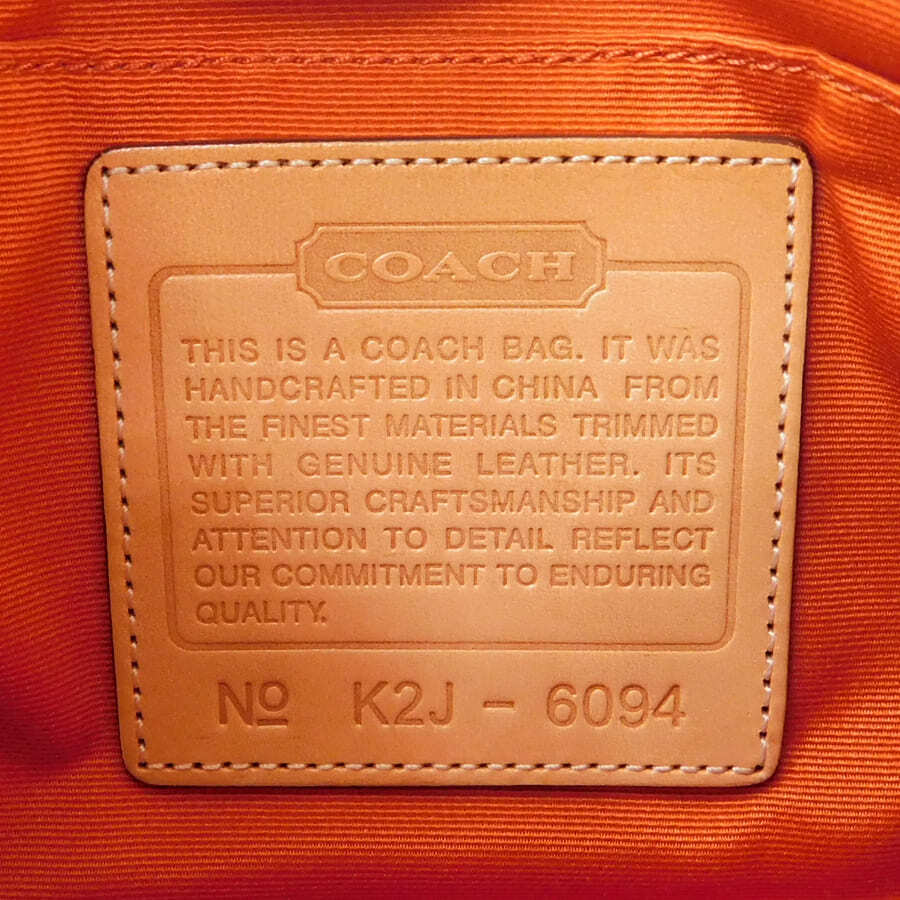 COACH
THIS IS A COACH BAG. IT WAS
HANDCRAFTED IN CHINA FROM
THE FINEST MATERIALS TRIMMED
WITH GENUINE LEATHER. ITS
SUPERIOR CRAFTSMANSHIP AND
ATTENTION TO DETAIL REFLECT
OUR COMMITMENT TO ENDURING
QUALITY.
Nº K2J - 6094